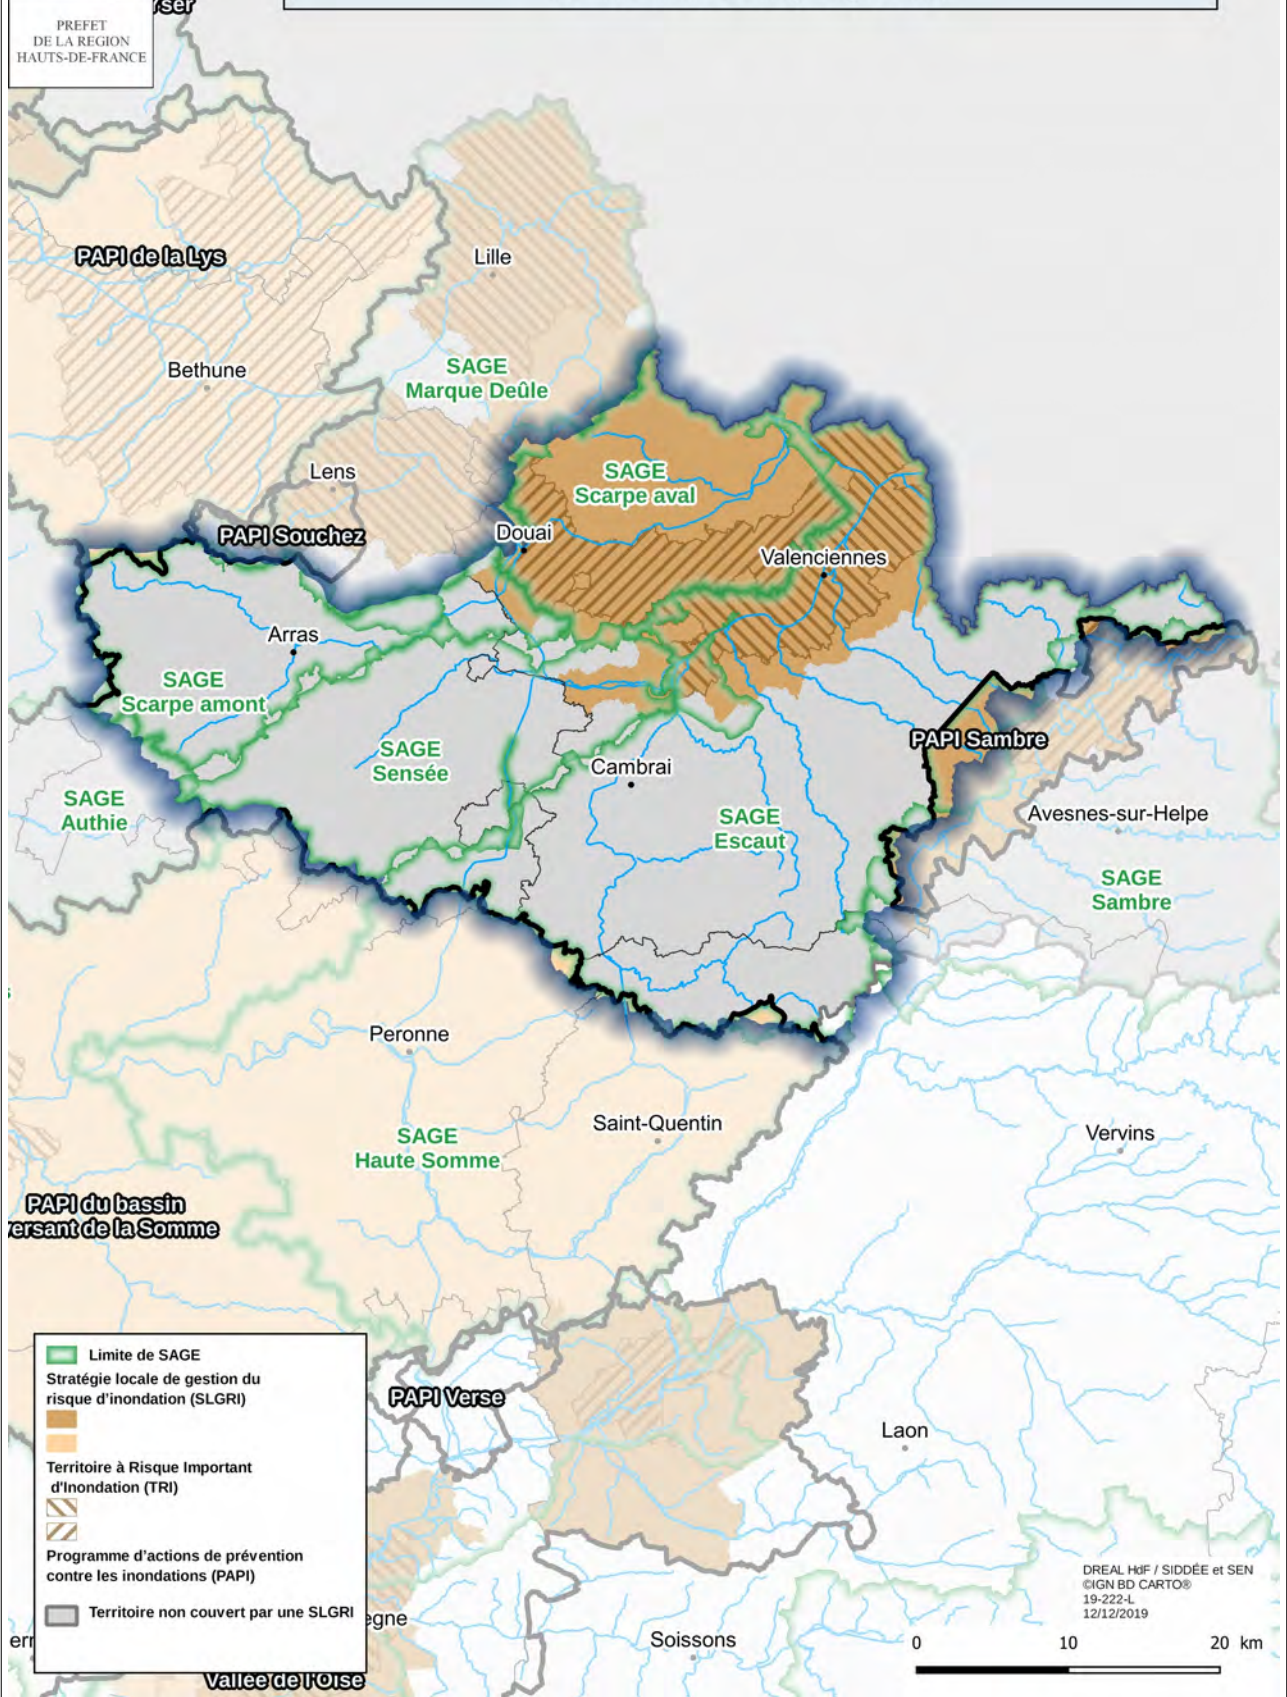 PREFET
DE LA REGION
HAUTS-DE-FRANCE
PAPI de la Lys
Lille
Bethune
SAGE
Marque Deûle
Lens
SAGE
Scarpe aval
PAPI Souchez
Douai
Valenciennes
Arras
SAGE
Scarpe amont
SAGE
Sensée
PAPI Sambre
Cambrai
SAGE
Authie
SAGE
Escaut
Avesnes-sur-Helpe
SAGE
Sambre
Peronne
Saint-Quentin
SAGE
Haute Somme
Vervins
PAPI du bassin
versant de la Somme
PAPI Verse
Laon
Limite de SAGE
Stratégie locale de gestion du
risque d'inondation (SLGRI)
Territoire à Risque Important
d'Inondation (TRI)
Programme d'actions de prévention
contre les inondations (PAPI)
Territoire non couvert par une SLGRI
egne
Soissons
Vallée de l'Oise
DREAL HdF / SIDDÉE et SEN
©IGN BD CARTO®
19-222-L
12/12/2019
0 10 20 km